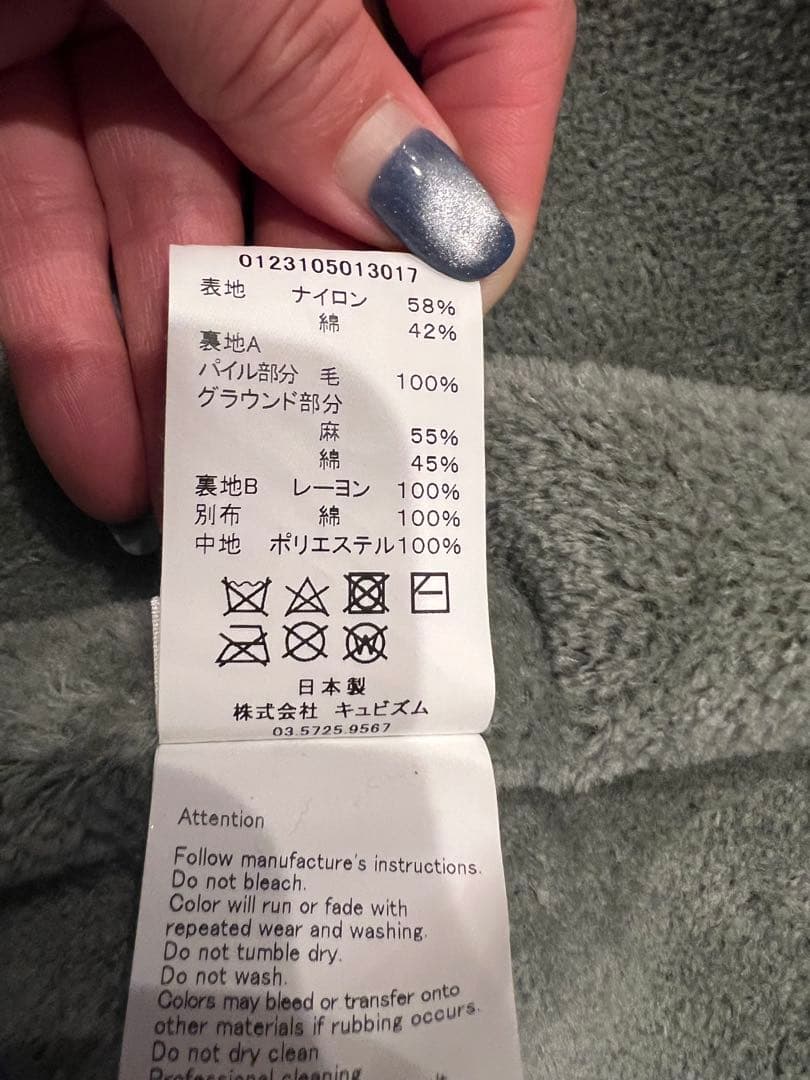 0123105013017
表地 ナイロン 58%
綿 42%
裏地A
パイル部分 毛 100%
グラウンド部分
麻 55%
綿 45%
裏地B レーヨン 100%
別布 綿 100%
中地 ポリエステル 100%
W
日本製
株式会社 キュビズム
03.5725.9567
Attention
Follow manufacture's instructions.
Do not bleach.
Color will run or fade with
repeated wear and washing.
Do not tumble dry.
Do not wash.
Colors may bleed or transfer onto
other materials if rubbing occurs.
Do not dry clean
Professional cleaning